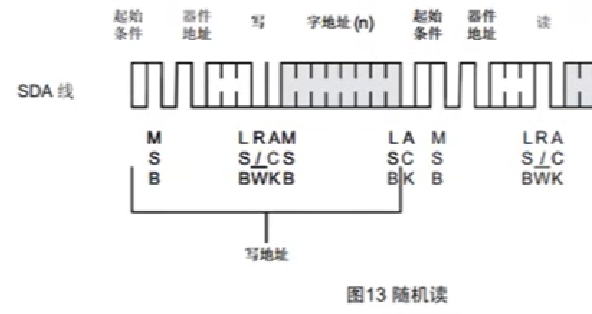 起始 器件 写 字地址(n) 起始 器件 读
条件 地址 条件 地址
SDA 线
M L R A M L A M L R A
S S / C S S C S S / C
B B W K B B K B B W K
写地址
图13 随机读